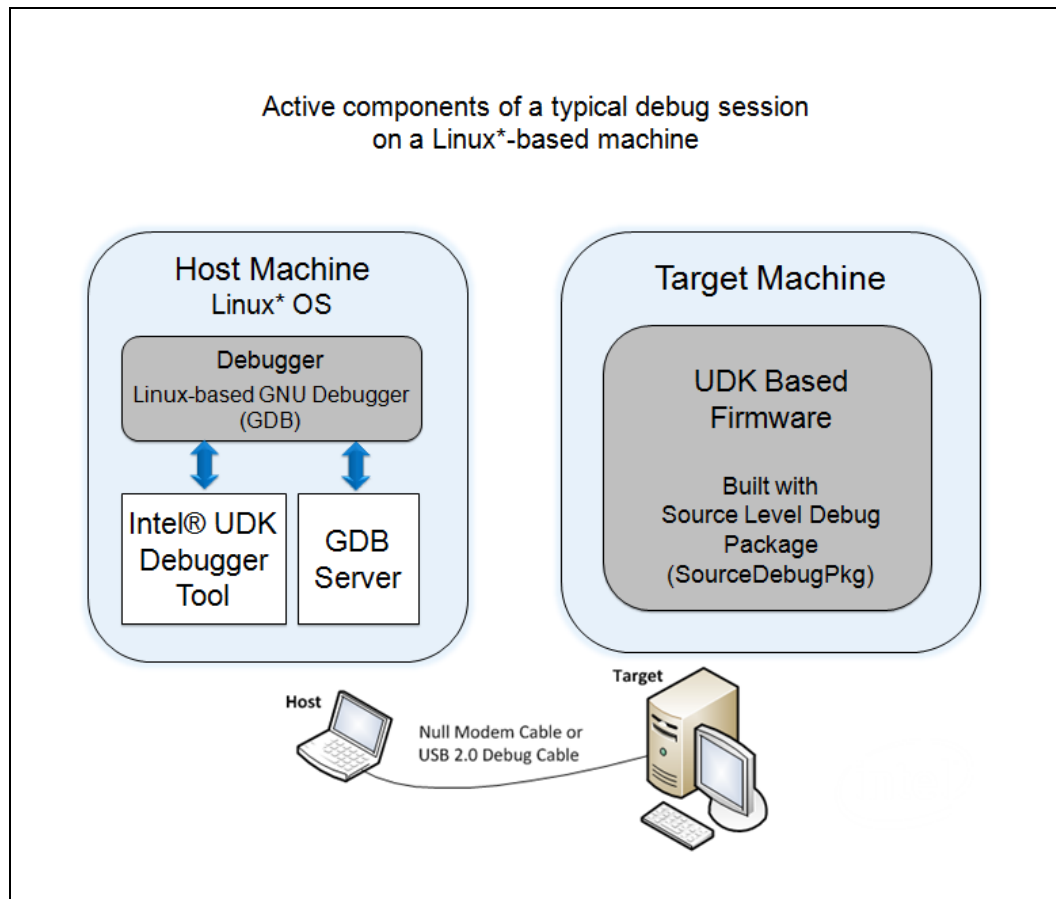 Active components of a typical debug session
on a Linux*-based machine
Host Machine
Linux* OS
Debugger
Linux-based GNU Debugger
(GDB)
Intel® UDK
Debugger
Tool
GDB
Server
Target Machine
UDK Based
Firmware
Built with
Source Level Debug
Package
(SourceDebugPkg)
Host
Null Modem Cable or
USB 2.0 Debug Cable
Target